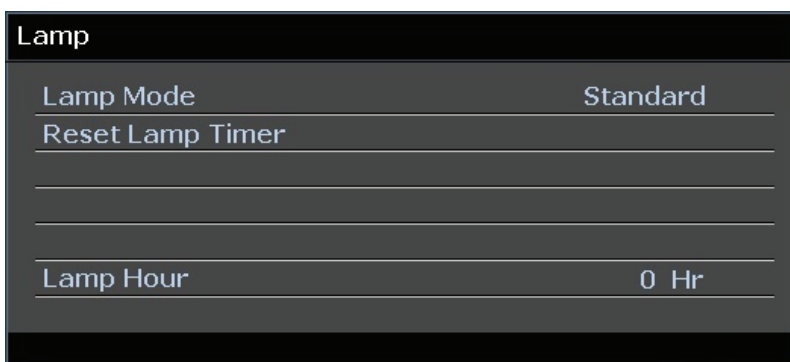 Lamp
Lamp Mode Standard
Reset Lamp Timer
Lamp Hour 0 Hr